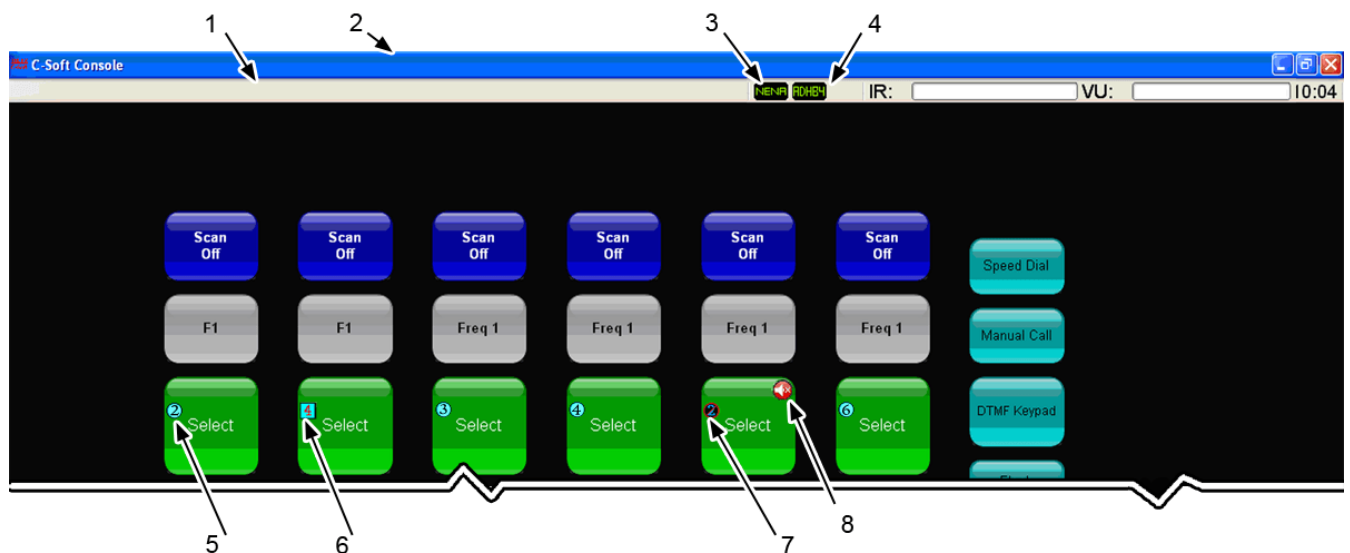 1 2 3 4
C-Soft Console
NENA ADHB4 IR: VU: 10:04
Scan Off
Scan Off
Scan Off
Scan Off
Scan Off
Scan Off
Speed Dial
F1 F1 Freq 1 Freq 1 Freq 1 Freq 1
Manual Call
2 Select
4 Select
3 Select
4 Select
2 Select
6 Select
DTMF Keypad
5 6 7 8